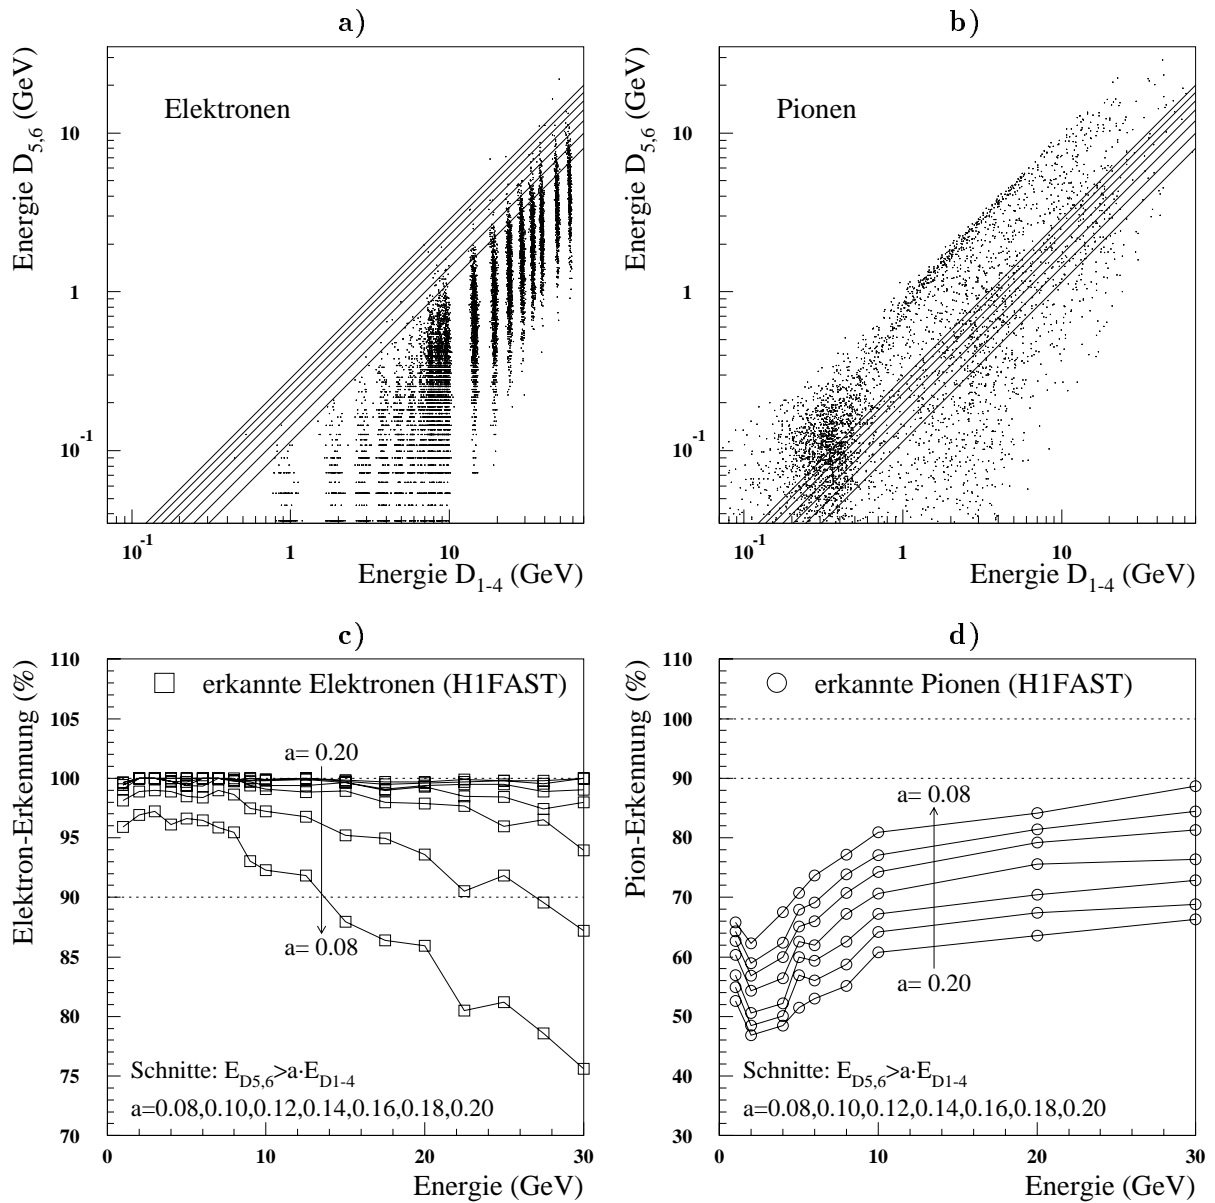 a)
Energie D5,6 (GeV)
Elektronen
10
1
10-1
10-1
1
10
Energie D1-4 (GeV)
b)
Energie D5,6 (GeV)
Pionen
10
1
10-1
10-1
1
10
Energie D1-4 (GeV)
c)
Elektron-Erkennung (%)
110
105
100
95
90
85
80
75
70
erkannte Elektronen (H1FAST)
a= 0.20
a= 0.08
Schnitte: ED5,6>a·ED1-4
a=0.08,0.10,0.12,0.14,0.16,0.18,0.20
0
10
20
30
Energie (GeV)
d)
Pion-Erkennung (%)
110
100
90
80
70
60
50
40
30
erkannte Pionen (H1FAST)
a= 0.08
a= 0.20
Schnitte: ED5,6>a·ED1-4
a=0.08,0.10,0.12,0.14,0.16,0.18,0.20
0
10
20
30
Energie (GeV)